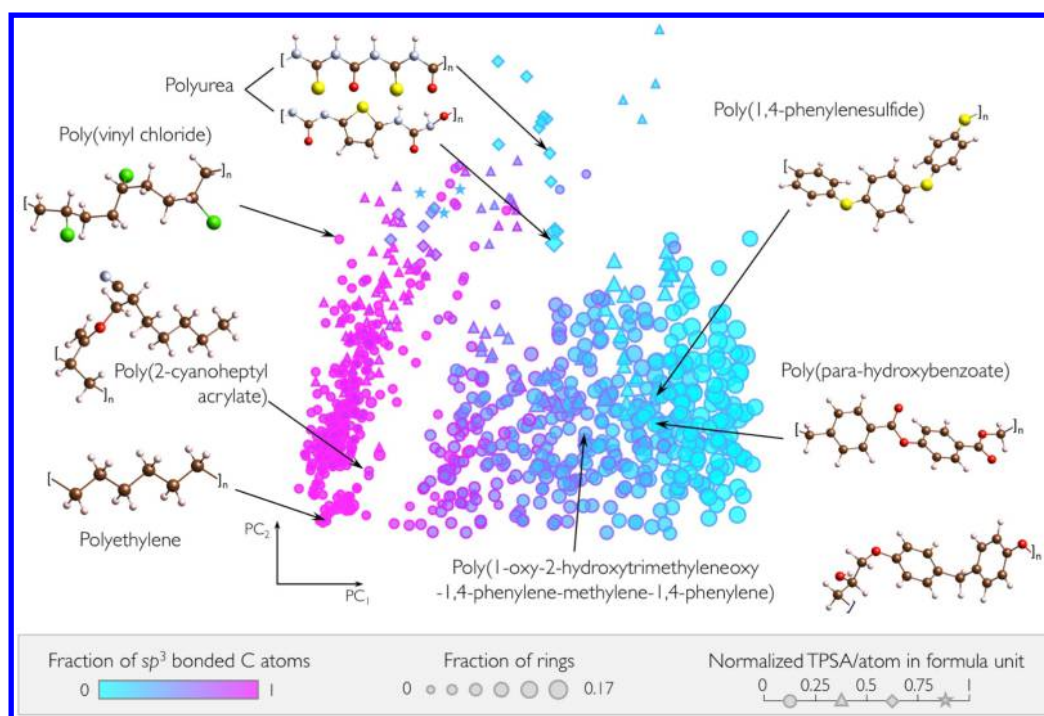 Polyurea
[
]n
[
]n
Poly(vinyl chloride)
[
]n
Poly(1,4-phenylenesulfide)
[
]n
Poly(2-cyanoheptyl
acrylate)
[
]n
Poly(para-hydroxybenzoate)
[
]n
[
]n
Polyethylene
PC2
PC1
Poly(1-oxy-2-hydroxytrimethyleneoxy
-1,4-phenylene-methylene-1,4-phenylene)
]n
Fraction of sp3 bonded C atoms
0 1
Fraction of rings
0 0.17
Normalized TPSA/atom in formula unit
0 0.25 0.5 0.75 1